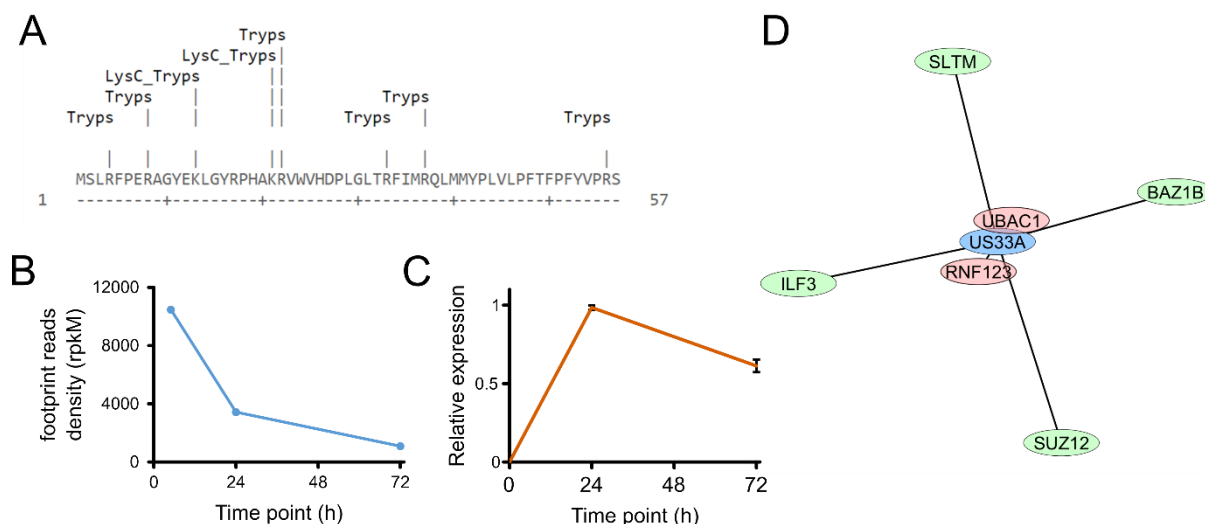 A
Tryps
LysC_Tryps
LysC_Tryps
Tryps
Tryps
Tryps
Tryps
Tryps
MSLRFPERAGYEKLGYRPHAKRVWVHDPLGLTRFIMRQLMMYPLVLPFTFPFYVPRS
1 ---------+---------+---------+---------+---------+------- 57
B
footprint reads
density (rpkM)
12000
8000
4000
0
0 24 48 72
Time point (h)
C
Relative expression
1
0.5
0
0 24 48 72
Time point (h)
D
SLTM
BAZ1B
UBAC1
US33A
RNF123
ILF3
SUZ12